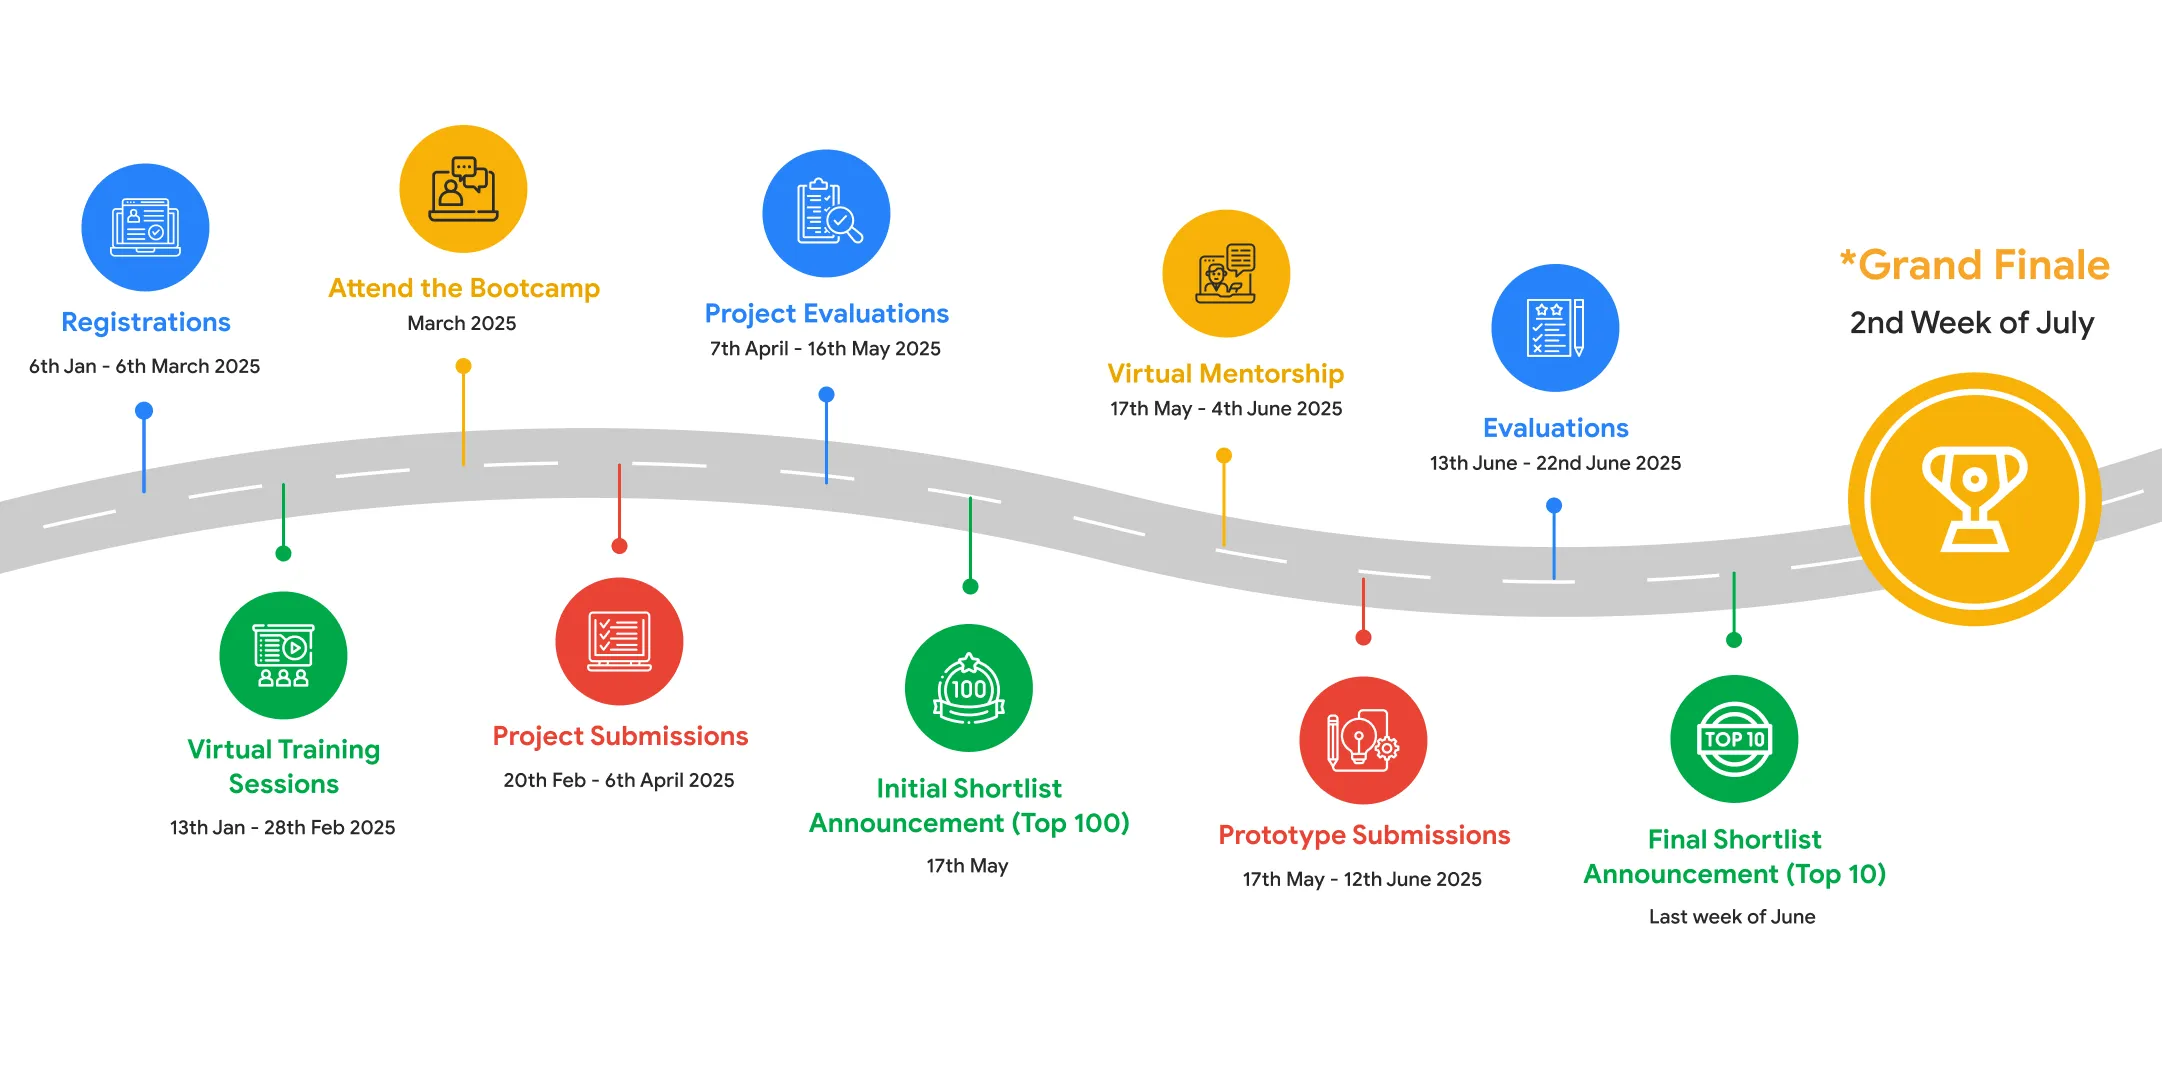 Registrations
6th Jan - 6th March 2025
Virtual Training
Sessions
13th Jan - 28th Feb 2025
Attend the Bootcamp
March 2025
Project Submissions
20th Feb - 6th April 2025
Project Evaluations
7th April - 16th May 2025
100
Initial Shortlist
Announcement (Top 100)
17th May
Virtual Mentorship
17th May - 4th June 2025
Prototype Submissions
17th May - 12th June 2025
Evaluations
13th June - 22nd June 2025
TOP 10
Final Shortlist
Announcement (Top 10)
Last week of June
*Grand Finale
2nd Week of July